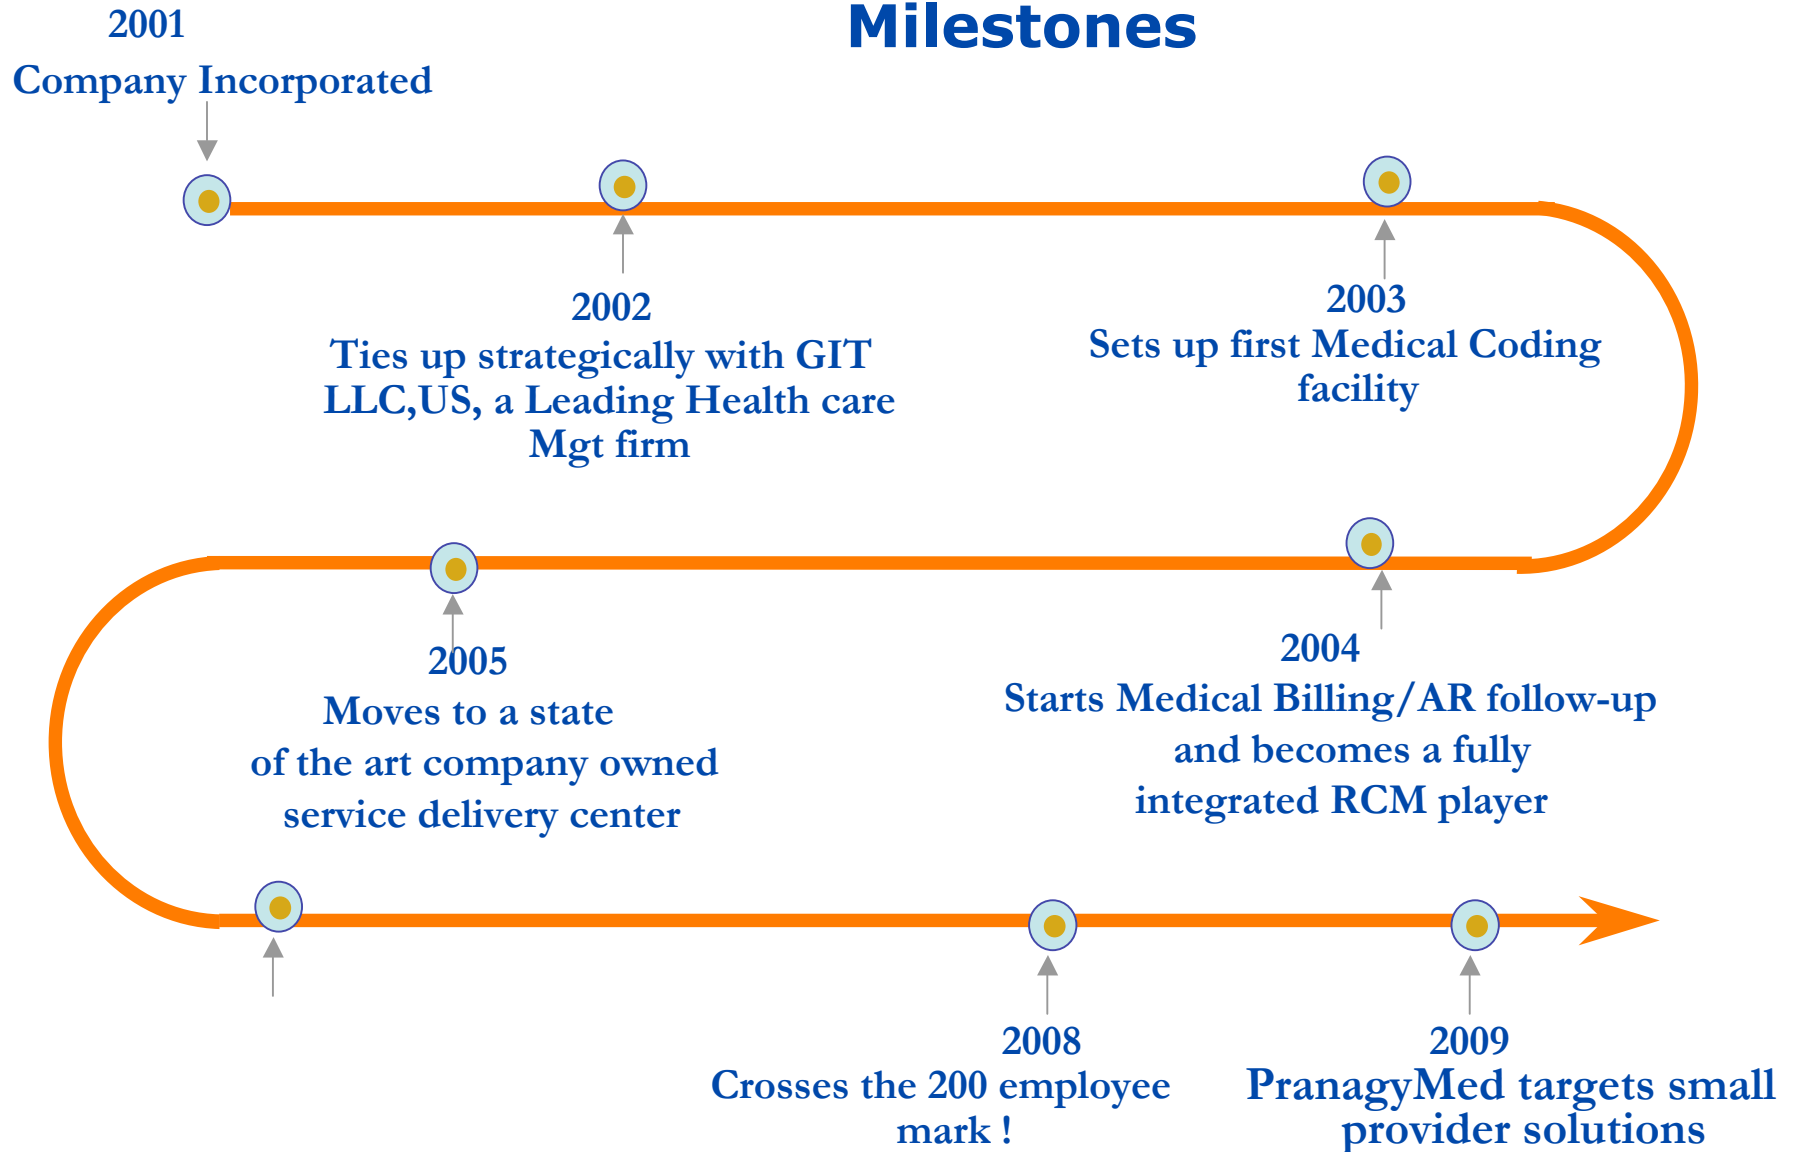 Milestones
2001
Company Incorporated
2002
Ties up strategically with GIT
LLC,US, a Leading Health care
Mgt firm
2003
Sets up first Medical Coding
facility
2004
Starts Medical Billing/AR follow-up
and becomes a fully
integrated RCM player
2005
Moves to a state
of the art company owned
service delivery center
2008
Crosses the 200 employee
mark !
2009
PranagyMed targets small
provider solutions